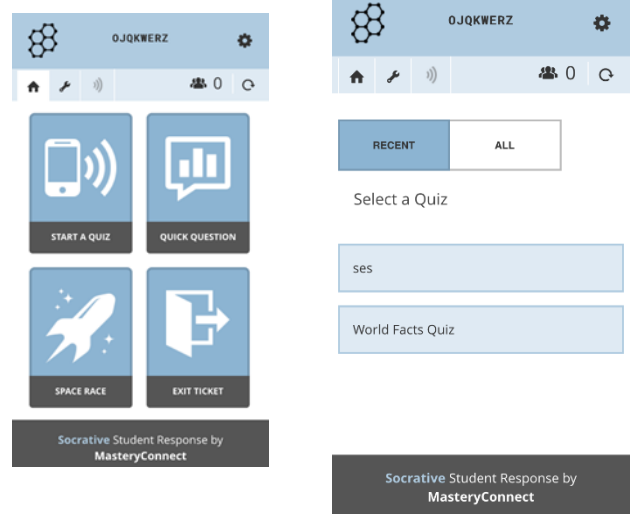 OJQKWERZ
0
START A QUIZ
QUICK QUESTION
SPACE RACE
EXIT TICKET
Socrative Student Response by
MasteryConnect
OJQKWERZ
0
RECENT
ALL
Select a Quiz
ses
World Facts Quiz
Socrative Student Response by
MasteryConnect